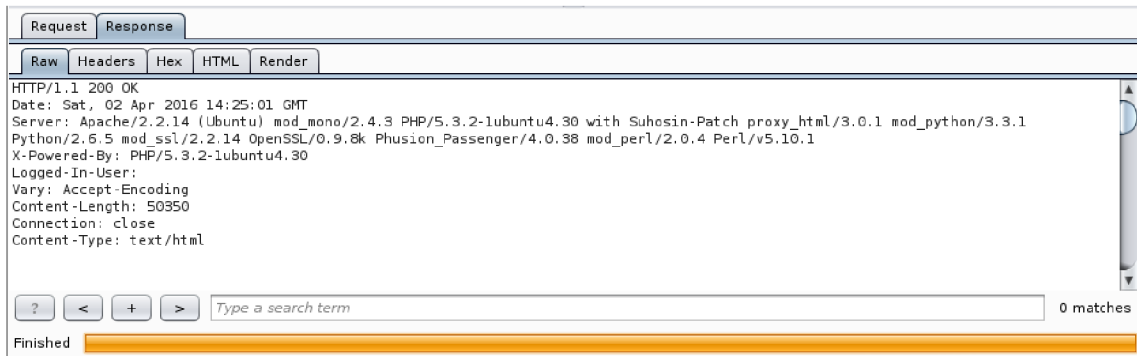 Request Response
Raw Headers Hex HTML Render
HTTP/1.1 200 OK
Date: Sat, 02 Apr 2016 14:25:01 GMT
Server: Apache/2.2.14 (Ubuntu) mod_mono/2.4.3 PHP/5.3.2-1ubuntu4.30 with Suhosin-Patch proxy_html/3.0.1 mod_python/3.3.1
Python/2.6.5 mod_ssl/2.2.14 OpenSSL/0.9.8k Phusion_Passenger/4.0.38 mod_perl/2.0.4 Perl/v5.10.1
X-Powered-By: PHP/5.3.2-1ubuntu4.30
Logged-In-User:
Vary: Accept-Encoding
Content-Length: 50350
Connection: close
Content-Type: text/html
? < + > Type a search term 0 matches
Finished